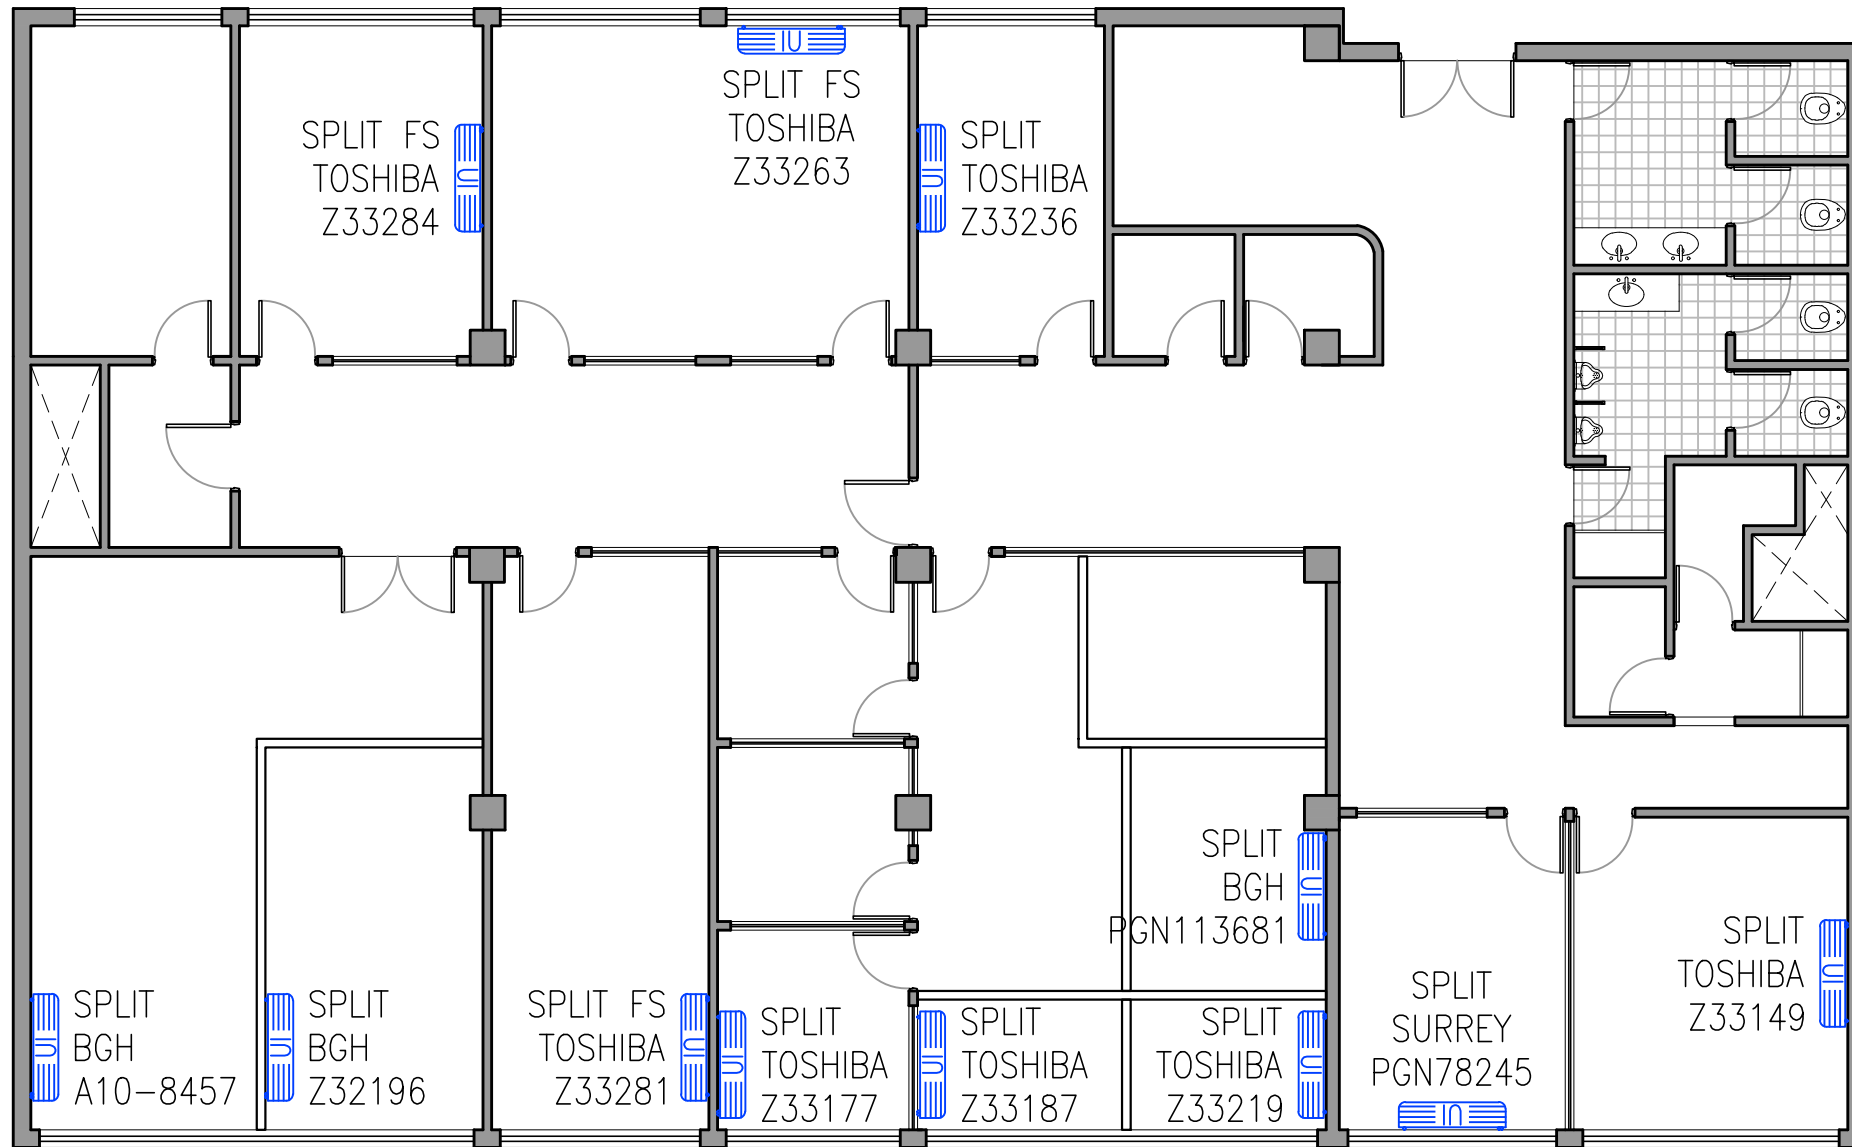 SPLIT FS
TOSHIBA
Z33284
SPLIT FS
TOSHIBA
Z33263
SPLIT
TOSHIBA
Z33236
SPLIT
BGH
PGN113681
SPLIT
TOSHIBA
Z33149
SPLIT
SURREY
PGN78245
SPLIT
BGH
A10-8457
SPLIT
BGH
Z32196
SPLIT FS
TOSHIBA
Z33281
SPLIT
TOSHIBA
Z33177
SPLIT
TOSHIBA
Z33187
SPLIT
TOSHIBA
Z33219